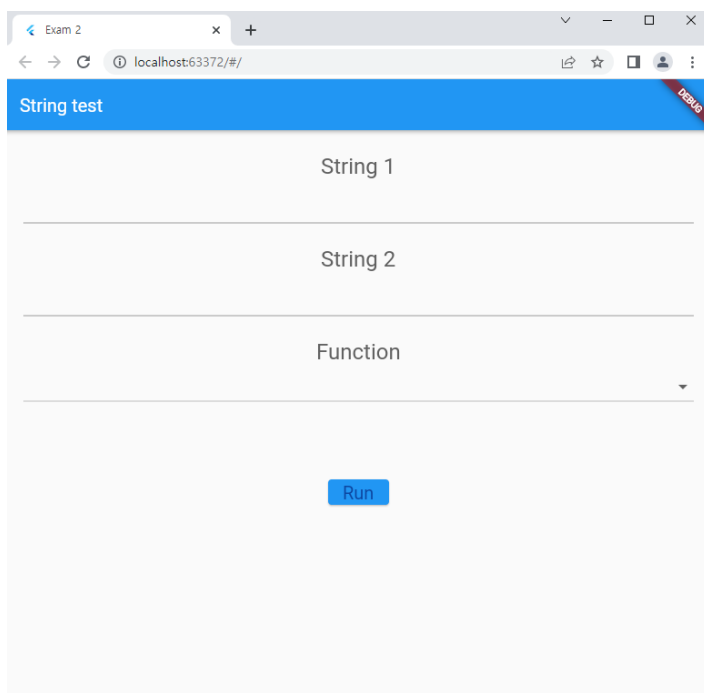 Exam 2
localhost:63372/#/
String test
DEBUG
String 1
String 2
Function
Run